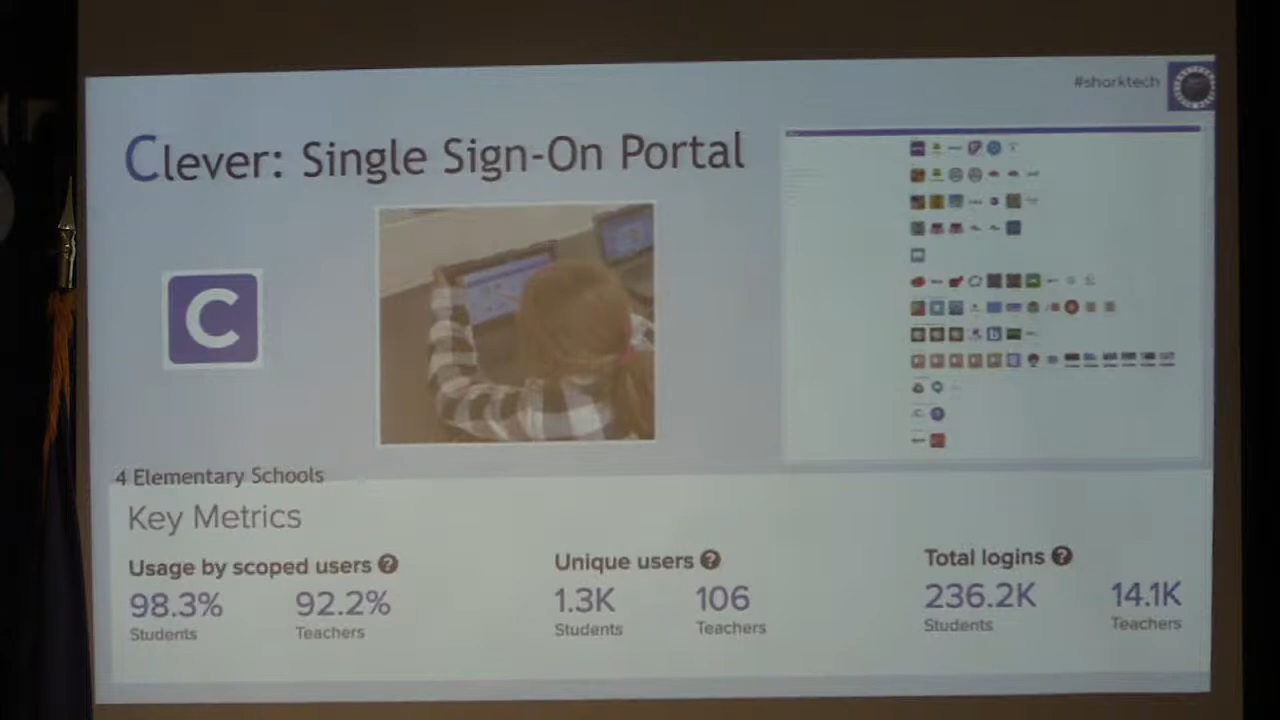 #sharktech
Clever: Single Sign-On Portal
C
4 Elementary Schools
Key Metrics
Usage by scoped users ?
98.3% 92.2%
Students Teachers
Unique users ?
1.3K 106
Students Teachers
Total logins ?
236.2K 14.1K
Students Teachers